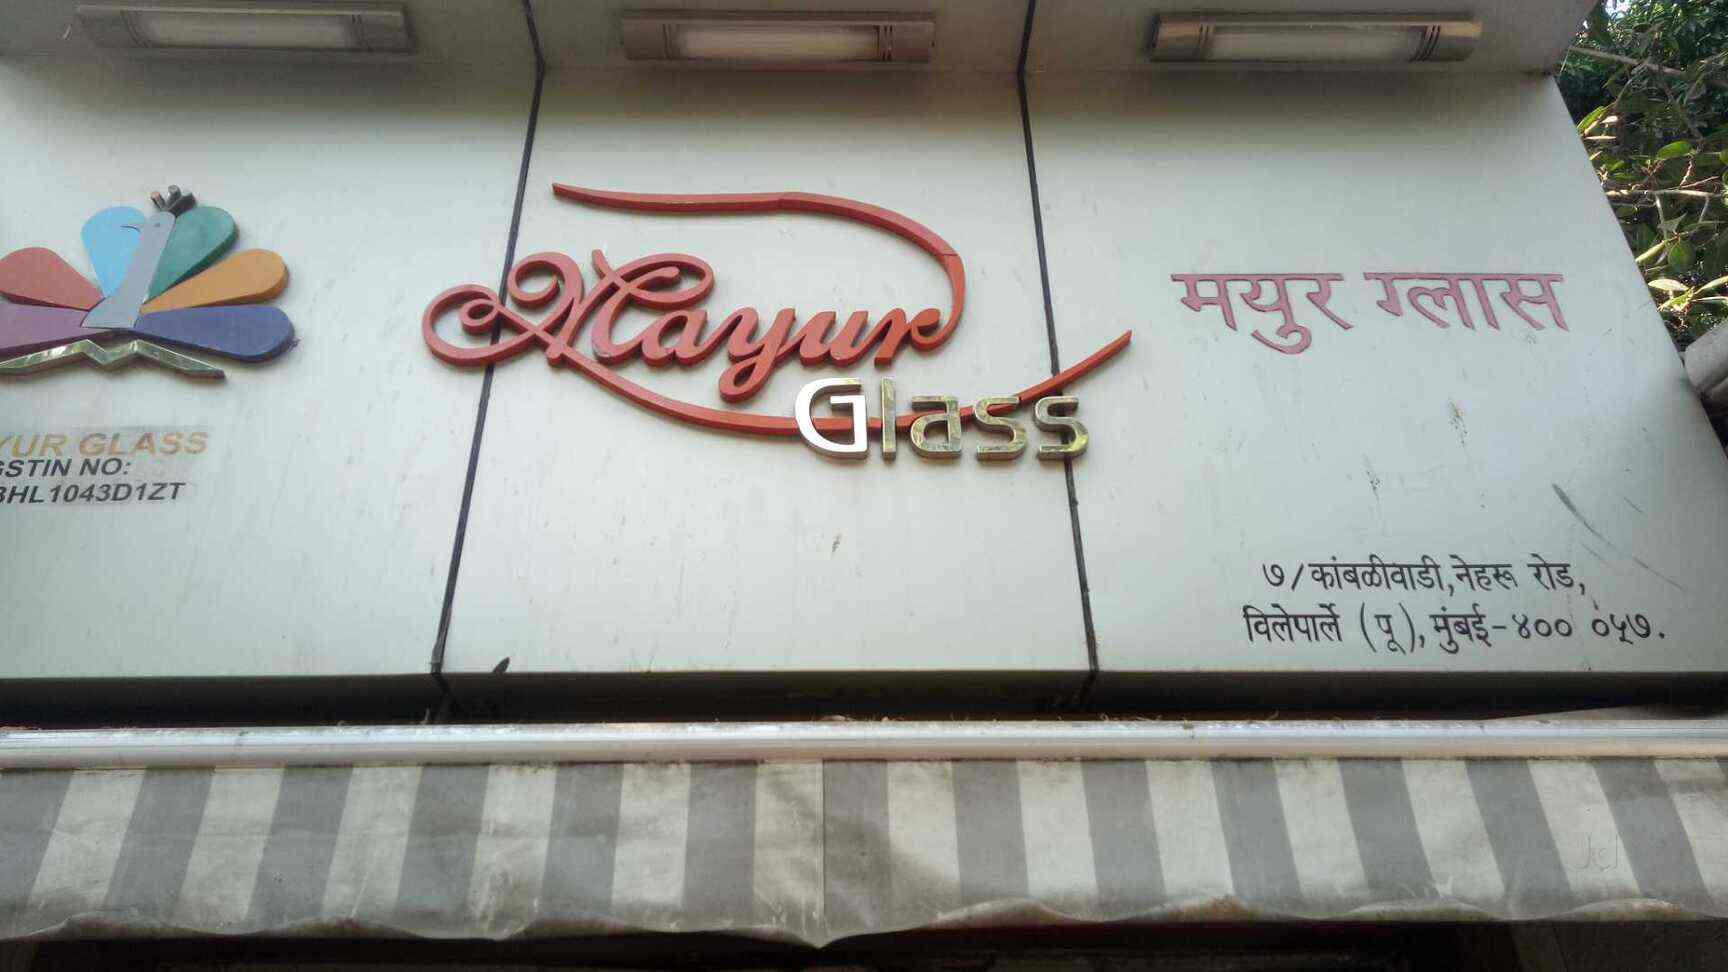 YUR GLASS
GSTIN NO:
BHL1043D1ZT
Mayur
Glass
मयुर ग्लास
७/कांबळीवाडी, नेहरू रोड,
विलेपार्ले (पू), मुंबई-४०० ०५७.